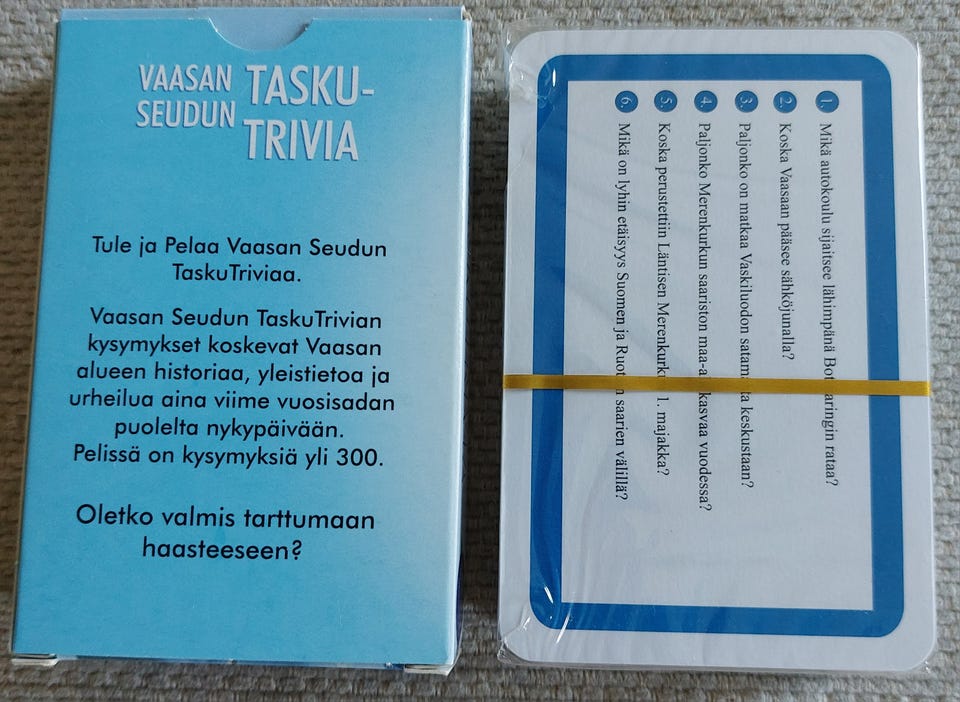 VAASAN
SEUDUN
TASKU-
TRIVIA
Tule ja Pelaa Vaasan Seudun
TaskuTriviaa.
Vaasan Seudun TaskuTrivian
kysymykset koskevat Vaasan
alueen historiaa, yleistietoa ja
urheilua aina viime vuosisadan
puolelta nykypäivään.
Pelissä on kysymyksiä yli 300.
Oletko valmis tarttumaan
haasteeseen?
1. Mikä autokoulu sijaitsee lähimpänä rataa?
2. Koska Vaasaan pääsee sähköjunalla?
3. Paljonko on matkaa Vaskiluodon keskustaan?
4. Paljonko Merenkurkun saariston kasvaa vuodessa?
5. Koska perustettiin Läntisen 1. majakka?
6. Mikä on lyhin etäisyys Suomen ja saarien välillä?